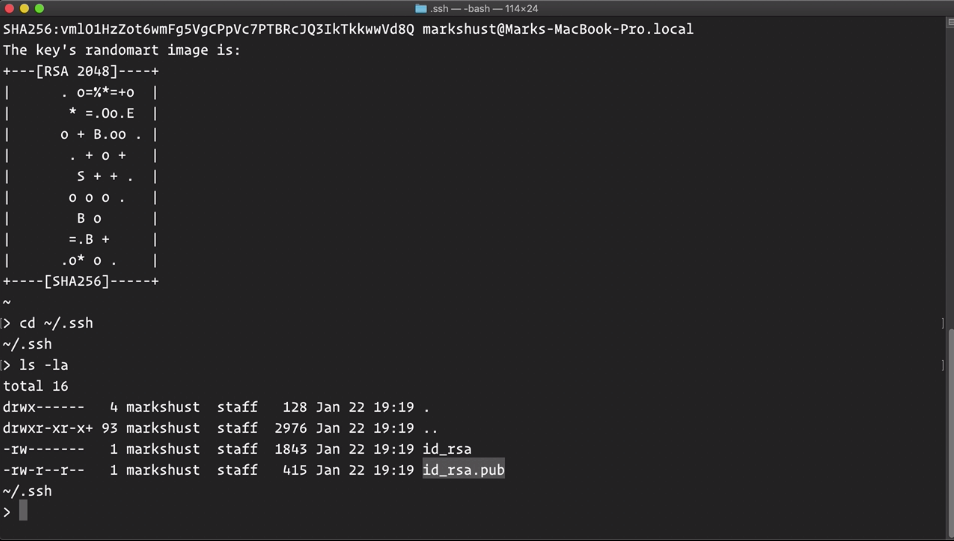 .ssh — -bash — 114×24
SHA256:vmlO1HzZot6wmFg5VgCPpVc7PTBRcJQ3IkTkkwwVd8Q markshust@Marks-MacBook-Pro.local
The key's randomart image is:
+---[RSA 2048]----+
|      . o=%*=+o  |
|       * =.Oo.E  |
|      o + B.oo . |
|       . + o +   |
|        S + + .  |
|       o o o .   |
|        B o      |
|       =.B +     |
|      .o* o .    |
+----[SHA256]-----+
~
> cd ~/.ssh
~/.ssh
> ls -la
total 16
drwx------   4 markshust  staff   128 Jan 22 19:19 .
drwxr-xr-x+ 93 markshust  staff  2976 Jan 22 19:19 ..
-rw-------   1 markshust  staff  1843 Jan 22 19:19 id_rsa
-rw-r--r--   1 markshust  staff   415 Jan 22 19:19 id_rsa.pub
~/.ssh
>